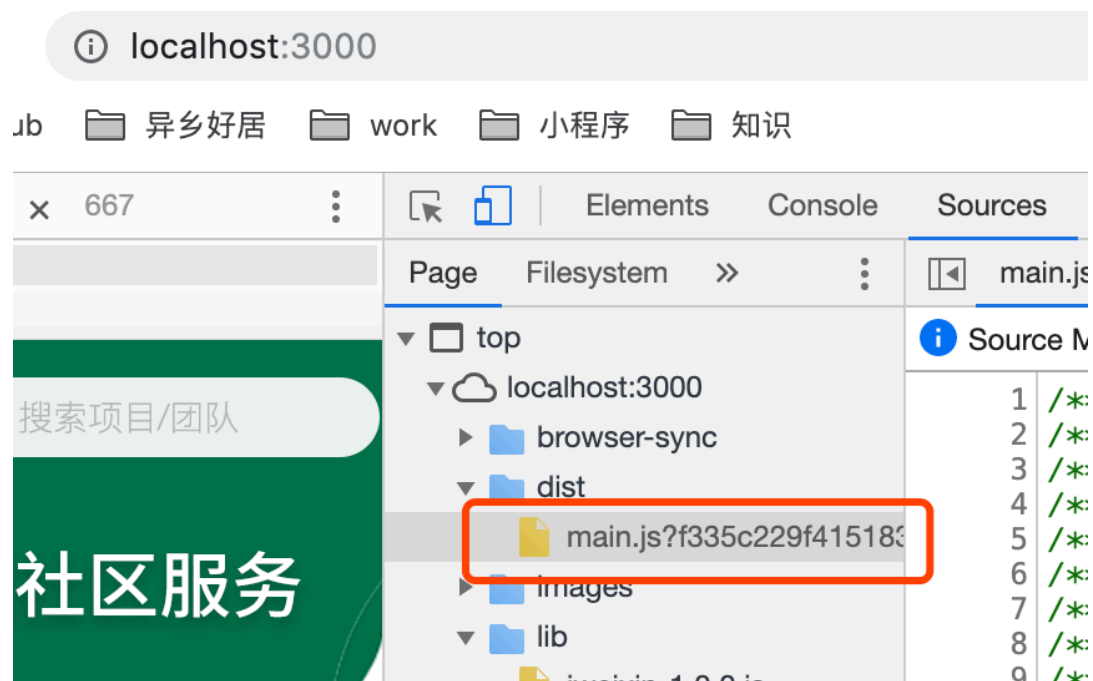 localhost:3000
ub 异乡好居 work 小程序 知识
× 667 Elements Console Sources
Page Filesystem » main.js
top Source M
localhost:3000
搜索项目/团队
browser-sync
dist
main.js?f335c229f415183
社区服务
images
lib
1 /**
2 /**
3 /**
4 /**
5 /**
6 /**
7 /**
8 /**
9 /**